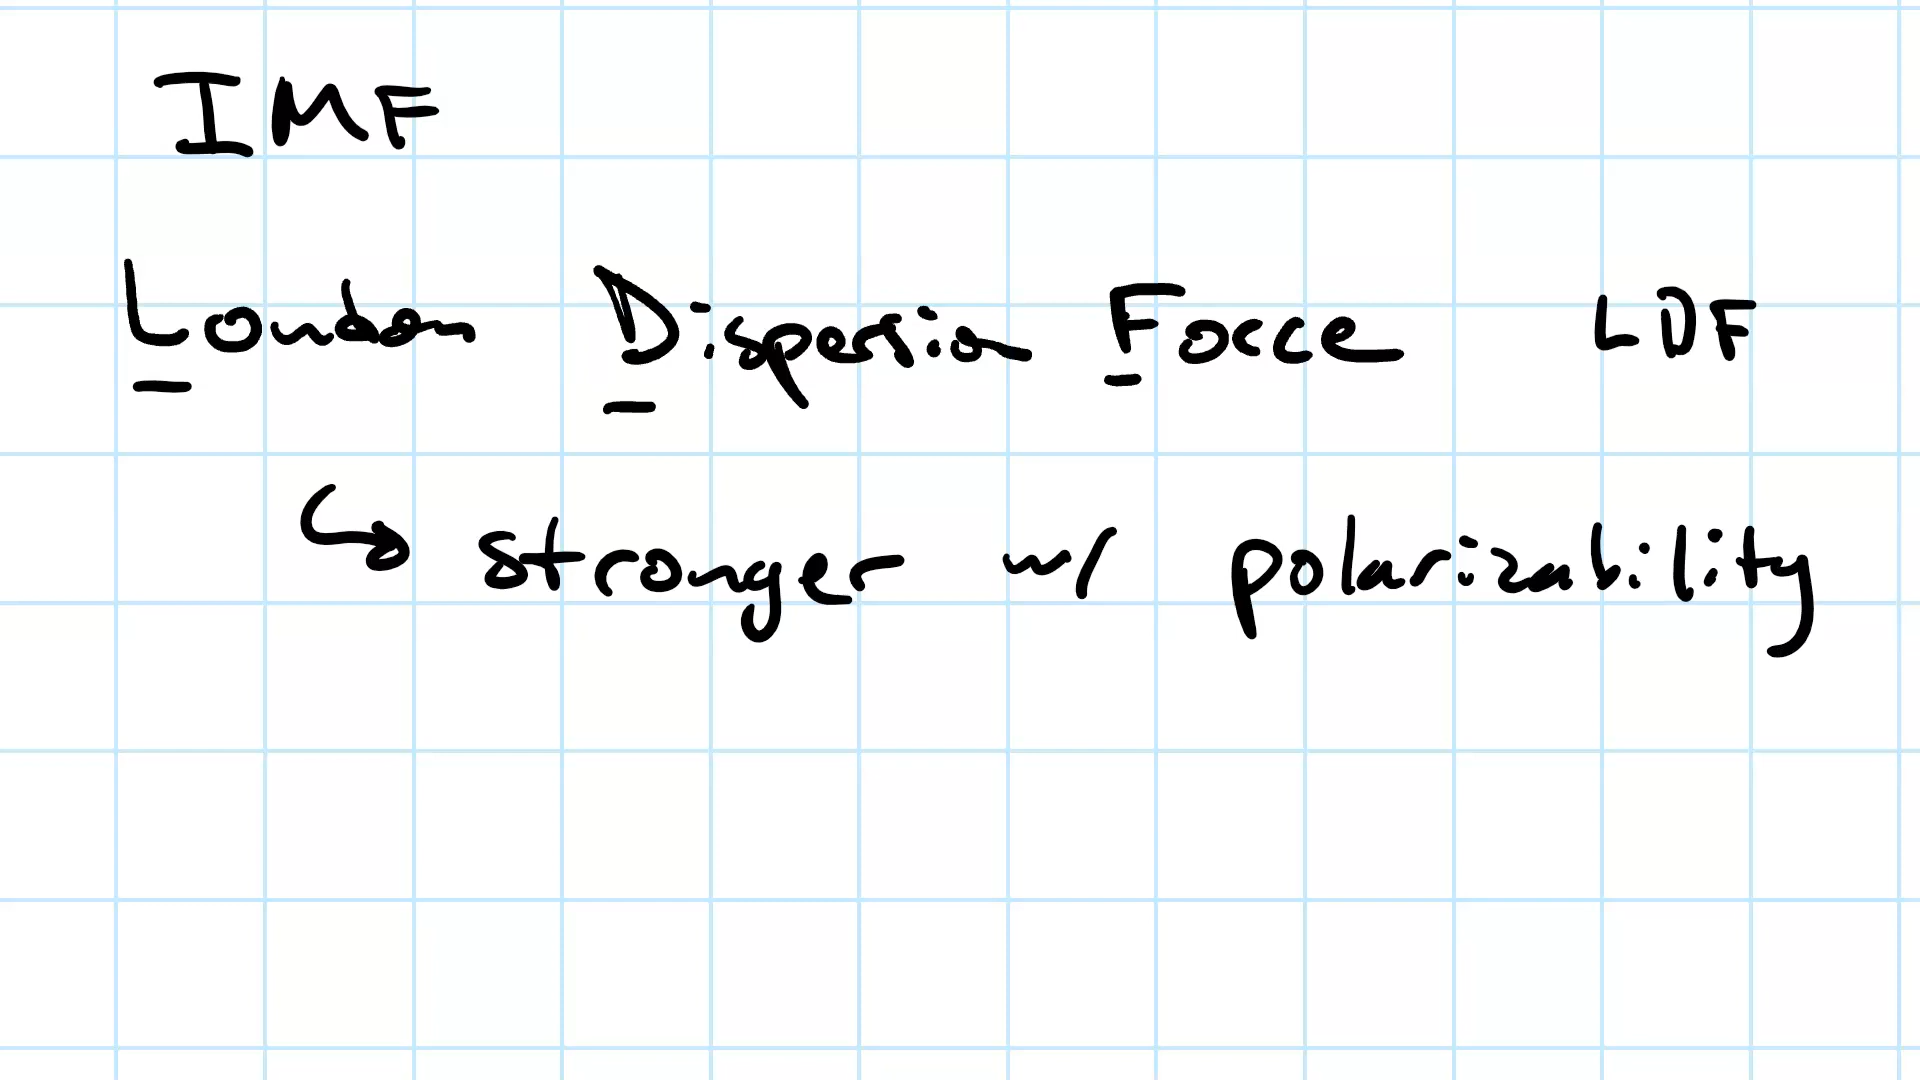 IMF
London Dispersion Force LDF
↪ stronger w/ polarizability